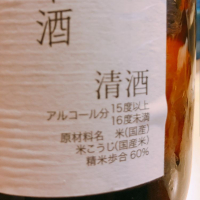 酒
清酒
アルコール分 15度以上
16度未満
原材料名 米(国産)
米こうじ(国産米)
精米歩合 60%